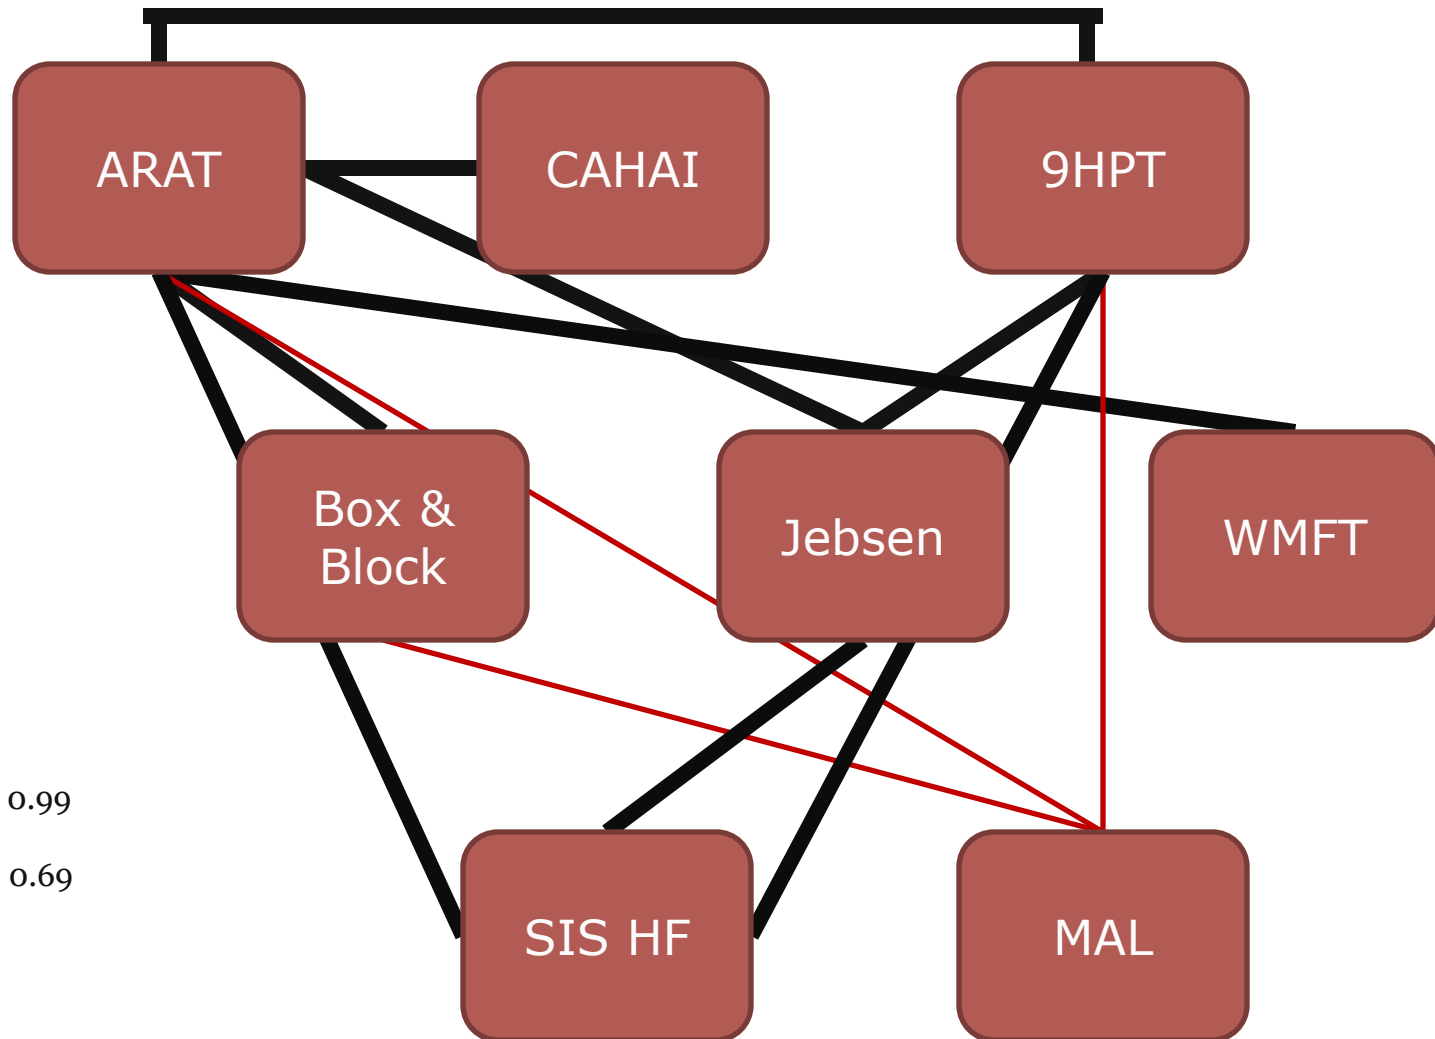 ARAT
CAHAI
9HPT
Box &
Block
Jebsen
WMFT
0.99
0.69
SIS HF
MAL